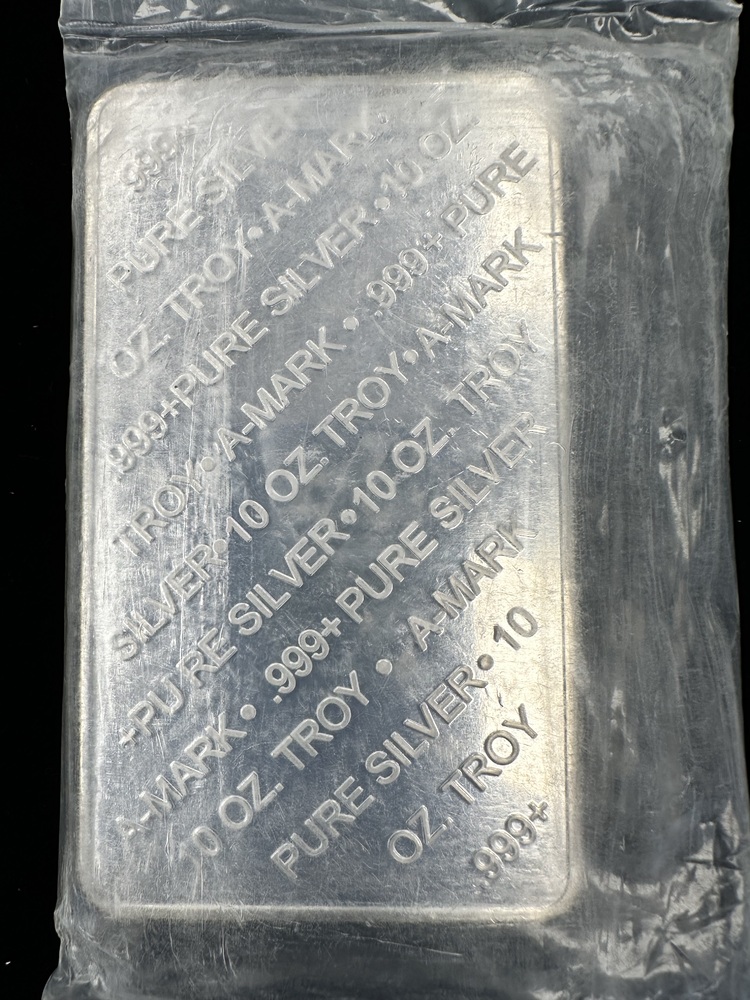 .999+
PURE SILVER
OZ. TROY•A-MARK•
.999+PURE SILVER•10 OZ.
TROY•A-MARK • .999+ PURE
SILVER•10 OZ. TROY•A-MARK
+PU RE SILVER•10 OZ. TROY
A-MARK • .999+ PURE SILVER
0 OZ. TROY • A-MARK
PURE SILVER•10
OZ. TROY
.999+